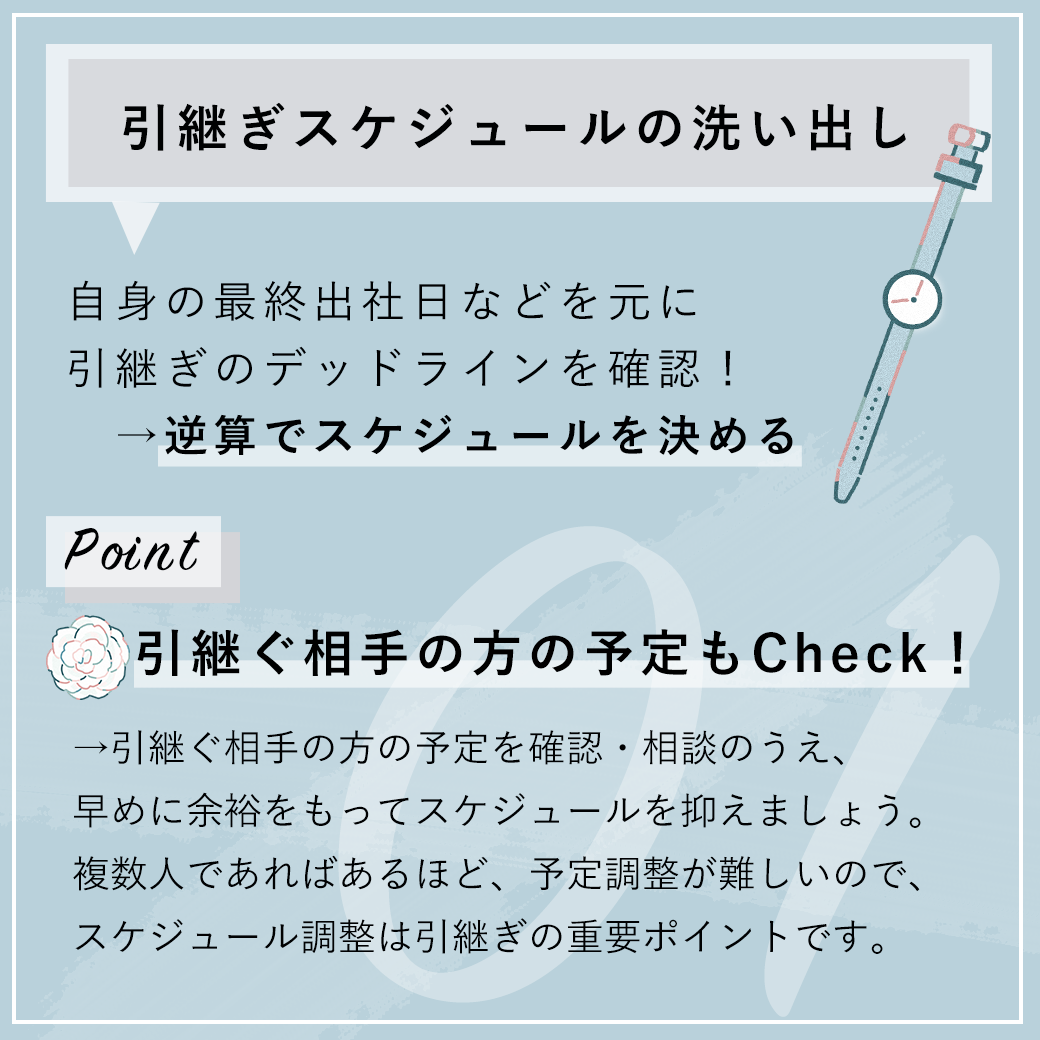 引継ぎスケジュールの洗い出し
自身の最終出社日などを元に
引継ぎのデッドラインを確認！
→逆算でスケジュールを決める
Point
引継ぐ相手の方の予定もCheck！
→引継ぐ相手の方の予定を確認・相談のうえ、
早めに余裕をもってスケジュールを抑えましょう。
複数人であればあるほど、予定調整が難しいので、
スケジュール調整は引継ぎの重要ポイントです。
01